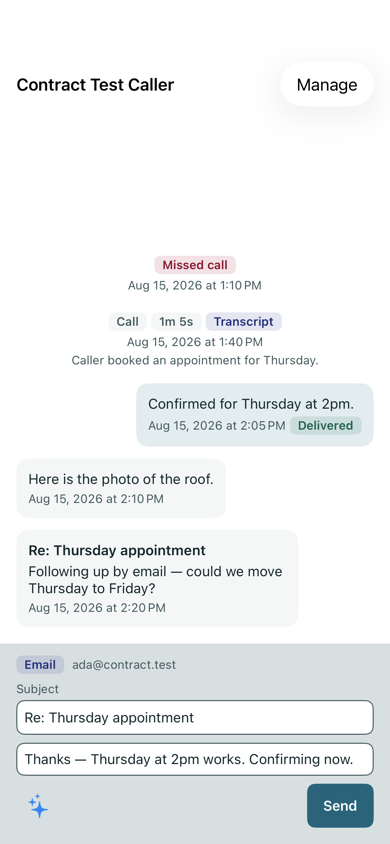 Contract Test Caller
Manage
Missed call
Aug 15, 2026 at 1:10 PM
Call 1m 5s Transcript
Aug 15, 2026 at 1:40 PM
Caller booked an appointment for Thursday.
Confirmed for Thursday at 2pm.
Aug 15, 2026 at 2:05 PM Delivered
Here is the photo of the roof.
Aug 15, 2026 at 2:10 PM
Re: Thursday appointment
Following up by email — could we move
Thursday to Friday?
Aug 15, 2026 at 2:20 PM
Email ada@contract.test
Subject
Re: Thursday appointment
Thanks — Thursday at 2pm works. Confirming now.
Send